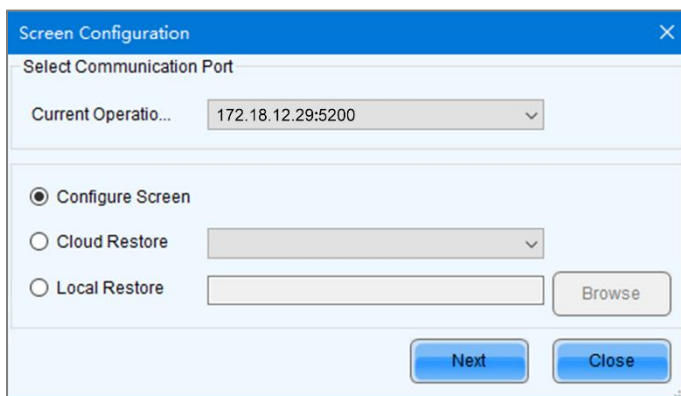 Screen Configuration
Select Communication Port
Current Operatio... 172.18.12.29:5200
Configure Screen
Cloud Restore
Local Restore Browse
Next Close